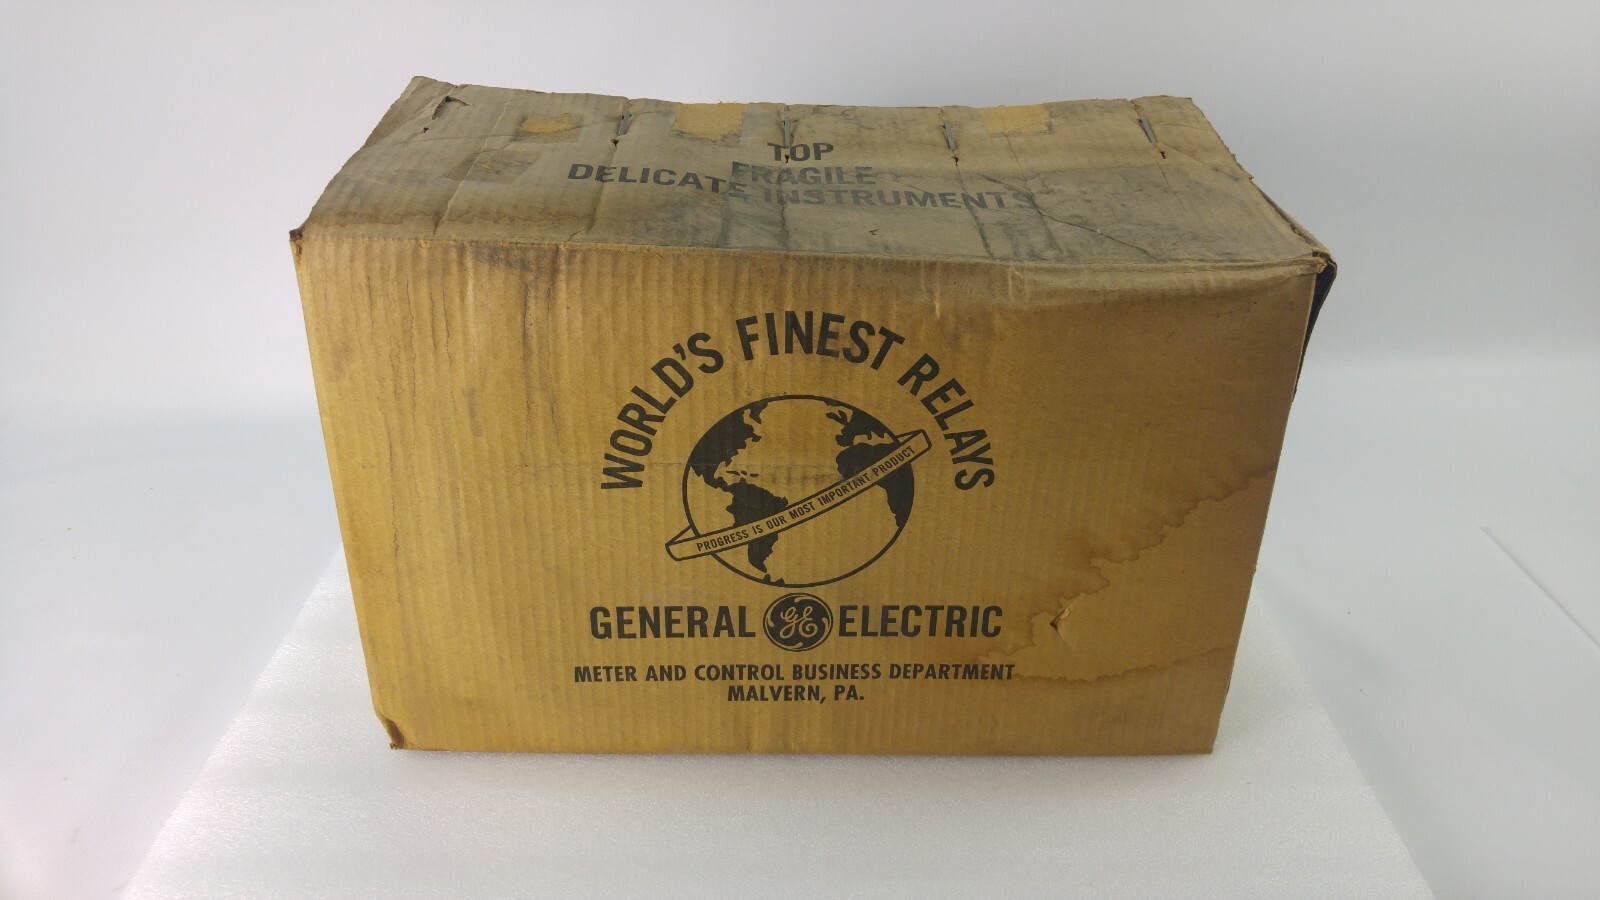 TOP
FRAGILE
DELICATE INSTRUMENTS
WORLD'S FINEST RELAYS
PROGRESS IS OUR MOST IMPORTANT PRODUCT
GENERAL GE ELECTRIC
METER AND CONTROL BUSINESS DEPARTMENT
MALVERN, PA.